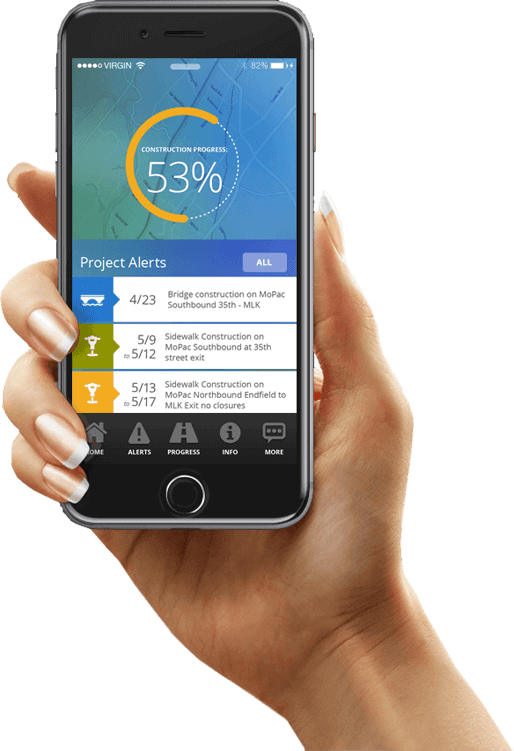 VIRGIN 82%
CONSTRUCTION PROGRESS:
53%
Project Alerts ALL
4/23
Bridge construction on MoPac
Southbound 35th - MLK
5/9
to 5/12
Sidewalk Construction on
MoPac Southbound at 35th
street exit
5/13
to 5/17
Sidewalk Construction on
MoPac Northbound Endfield to
MLK Exit no closures
OME ALERTS PROGRESS INFO MORE